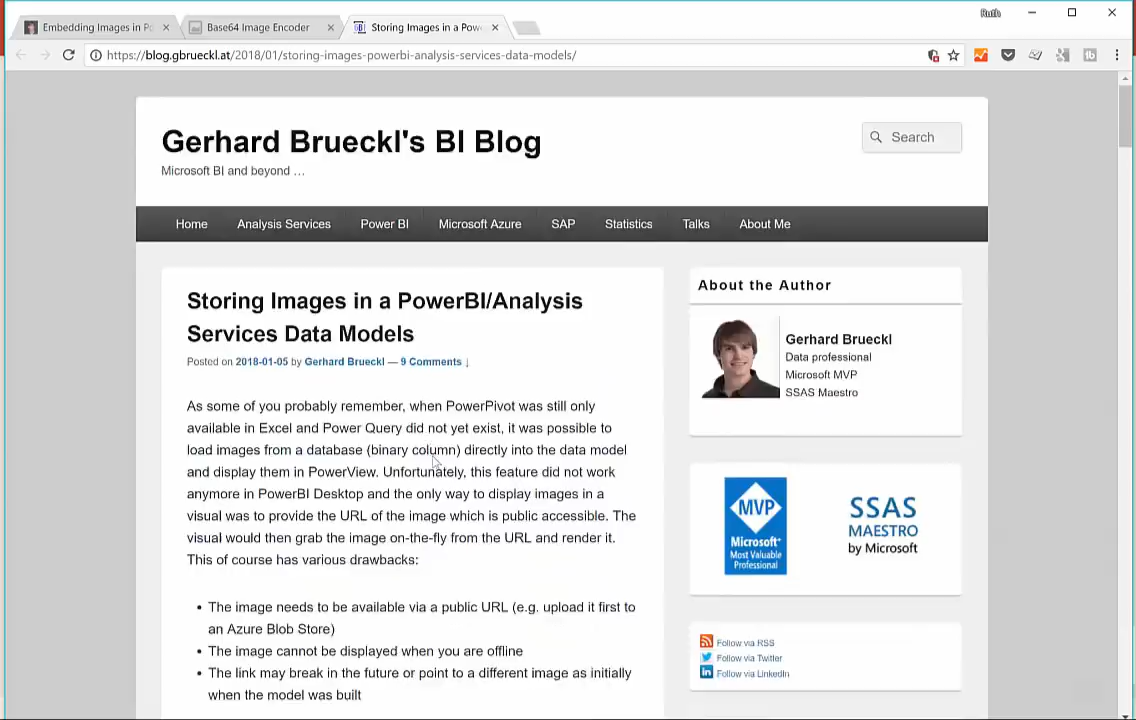 Ruth
Embedding Images in Po
Base64 Image Encoder
Storing Images in a Powe
https://blog.gbrueckl.at/2018/01/storing-images-powerbi-analysis-services-data-models/
Gerhard Brueckl's BI Blog
Microsoft BI and beyond …
Search
Home Analysis Services Power BI Microsoft Azure SAP Statistics Talks About Me
Storing Images in a PowerBI/Analysis
Services Data Models
Posted on 2018-01-05 by Gerhard Brueckl — 9 Comments ↓
As some of you probably remember, when PowerPivot was still only
available in Excel and Power Query did not yet exist, it was possible to
load images from a database (binary column) directly into the data model
and display them in PowerView. Unfortunately, this feature did not work
anymore in PowerBI Desktop and the only way to display images in a
visual was to provide the URL of the image which is public accessible. The
visual would then grab the image on-the-fly from the URL and render it.
This of course has various drawbacks:
• The image needs to be available via a public URL (e.g. upload it first to
an Azure Blob Store)
• The image cannot be displayed when you are offline
• The link may break in the future or point to a different image as initially
when the model was built
About the Author
Gerhard Brueckl
Data professional
Microsoft MVP
SSAS Maestro
MVP
Microsoft
Most Valuable
Professional
SSAS
MAESTRO
by Microsoft
Follow via RSS
Follow via Twitter
Follow via LinkedIn